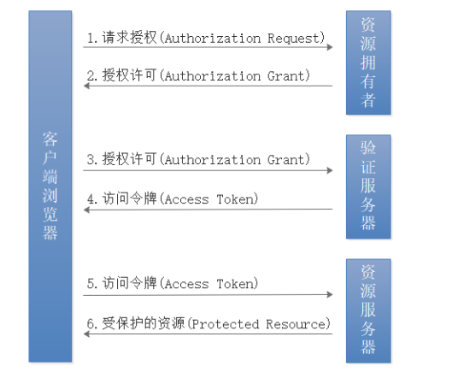 客户端浏览器
1.请求授权(Authorization Request)
2.授权许可(Authorization Grant)
资源拥有者
3.授权许可(Authorization Grant)
4.访问令牌(Access Token)
验证服务器
5.访问令牌(Access Token)
6.受保护的资源(Protected Resource)
资源服务器